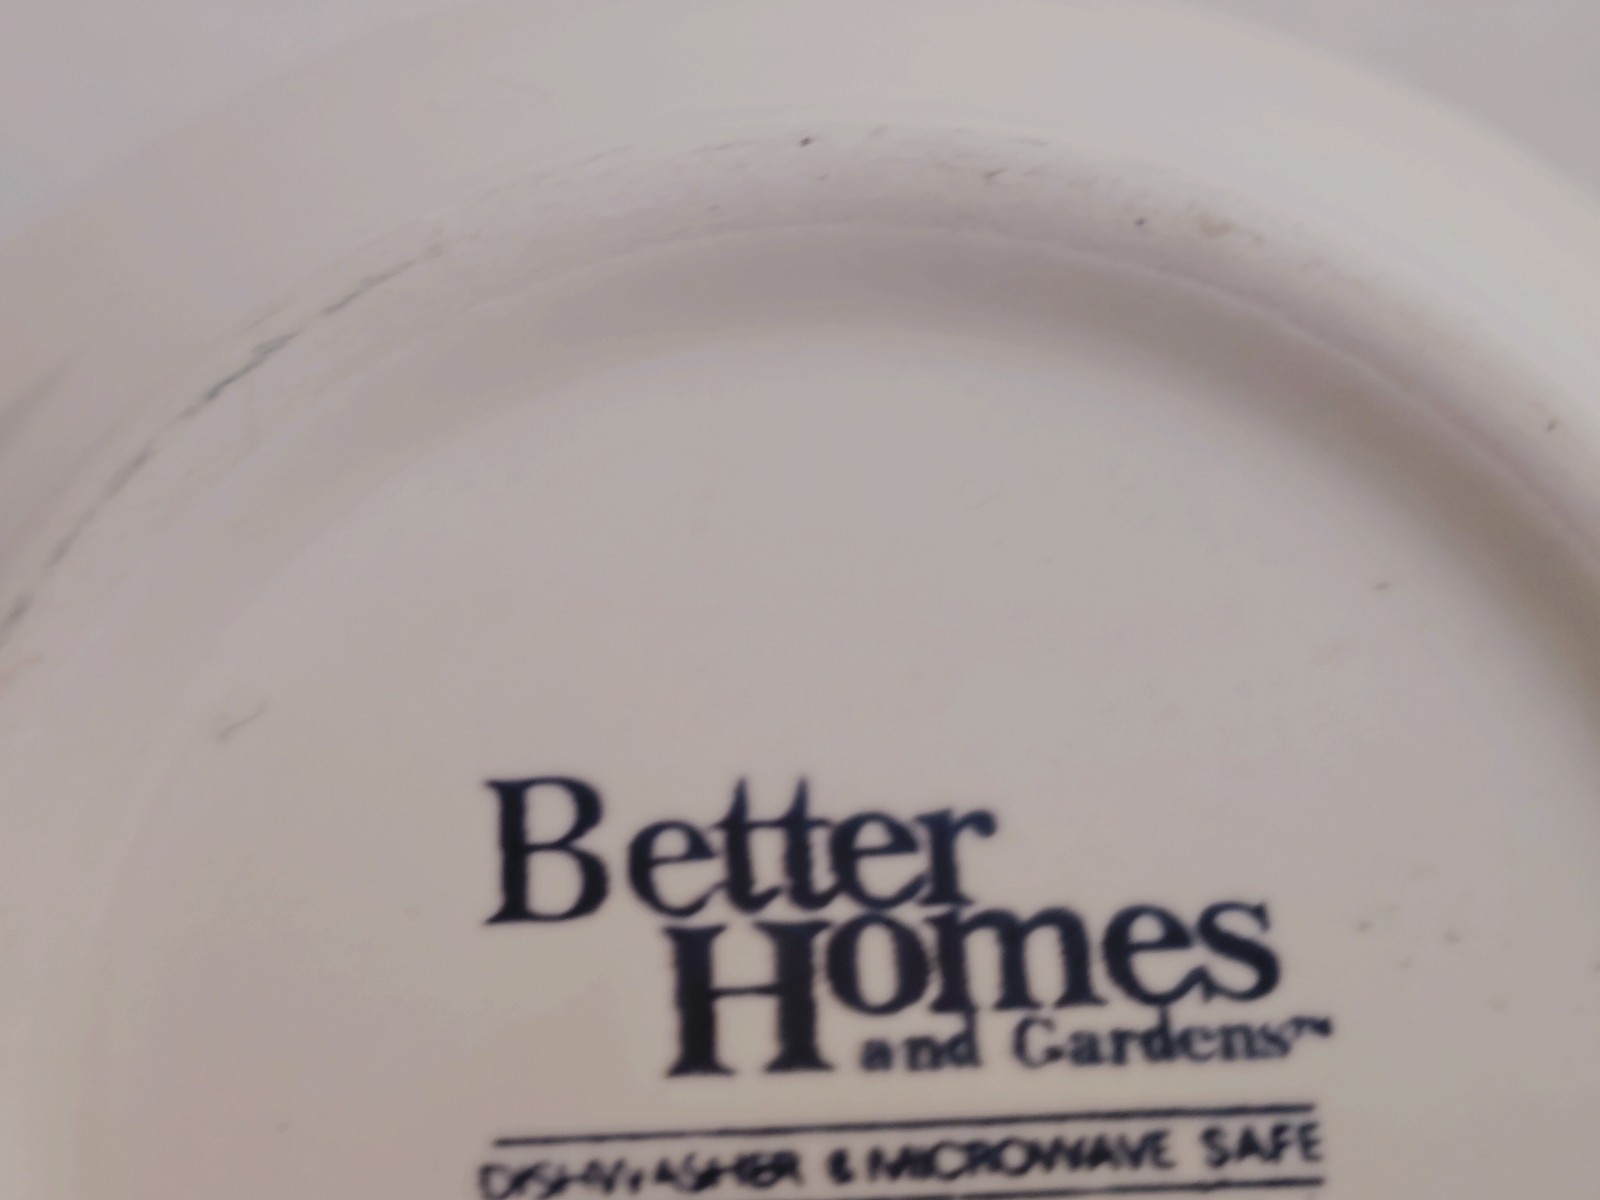 Better
Homes
and Gardens™
DISHWASHER & MICROWAVE SAFE